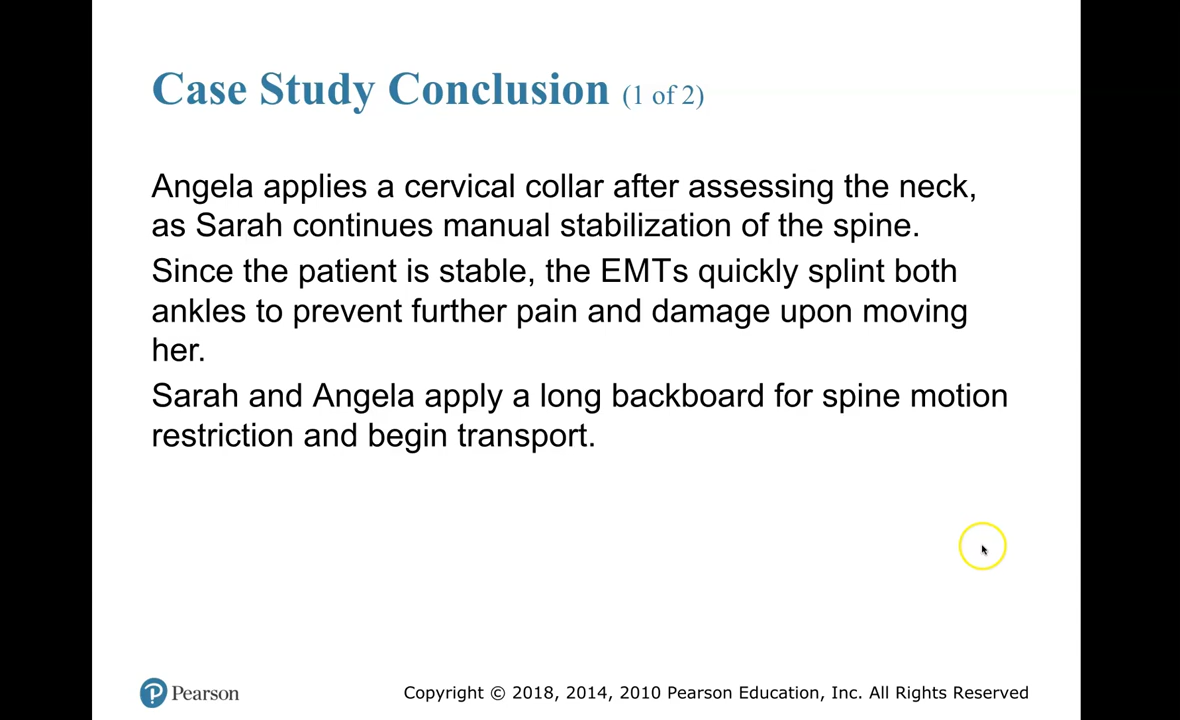 Case Study Conclusion (1 of 2)
Angela applies a cervical collar after assessing the neck,
as Sarah continues manual stabilization of the spine.
Since the patient is stable, the EMTs quickly splint both
ankles to prevent further pain and damage upon moving
her.
Sarah and Angela apply a long backboard for spine motion
restriction and begin transport.
Pearson
Copyright © 2018, 2014, 2010 Pearson Education, Inc. All Rights Reserved